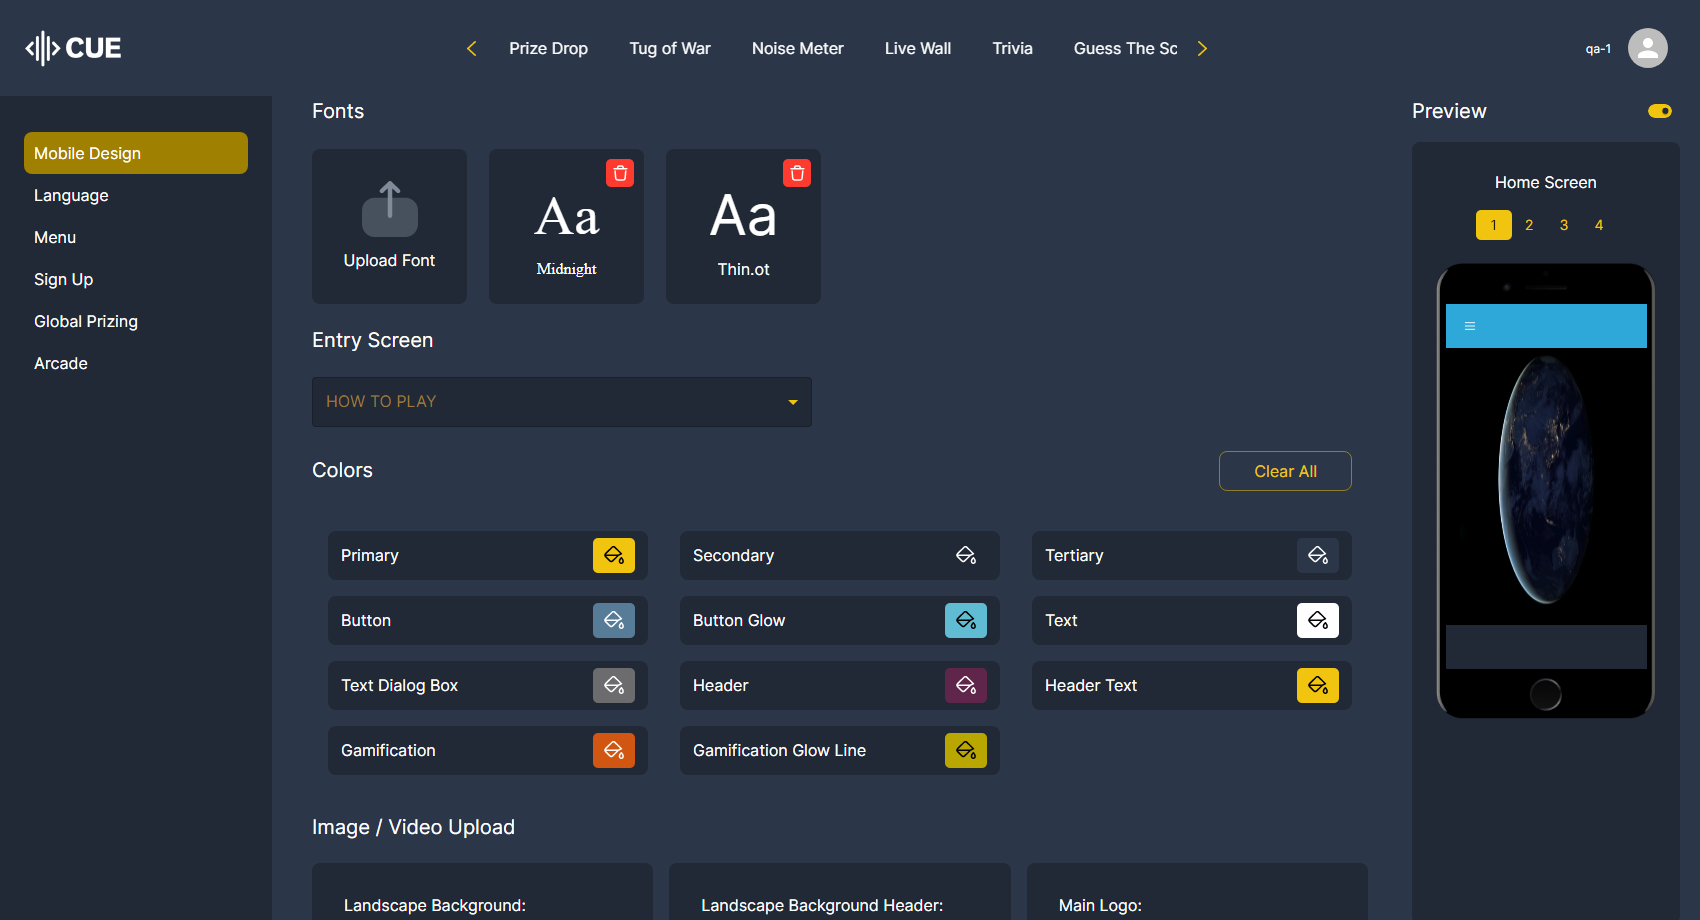 CUE
Prize Drop
Tug of War
Noise Meter
Live Wall
Trivia
Guess The Sc
qa-1
Mobile Design
Language
Menu
Sign Up
Global Prizing
Arcade
Fonts
Upload Font
Aa
Midnight
Aa
Thin.ot
Entry Screen
HOW TO PLAY
Colors
Clear All
Primary
Secondary
Tertiary
Button
Button Glow
Text
Text Dialog Box
Header
Header Text
Gamification
Gamification Glow Line
Image / Video Upload
Landscape Background:
Landscape Background Header:
Main Logo:
Preview
Home Screen
1 2 3 4